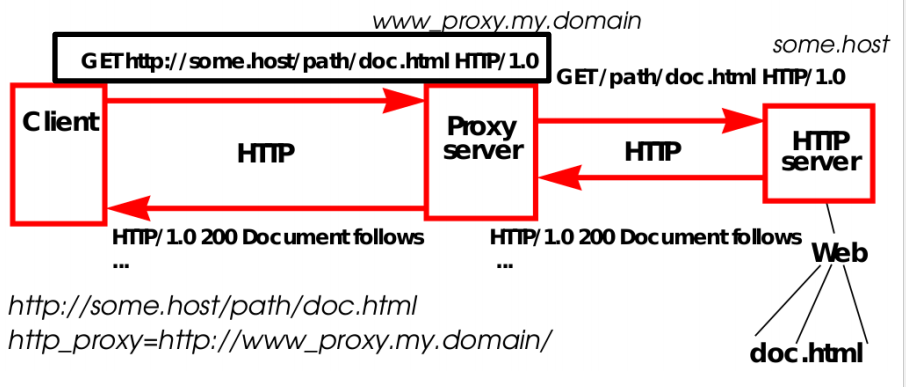 www_proxy.my.domain
some.host
GET http://some.host/path/doc.html HTTP/1.0
GET /path/doc.html HTTP/1.0
Client
Proxy
server
HTTP
HTTP
HTTP
server
HTTP/1.0 200 Document follows
...
HTTP/1.0 200 Document follows
...
Web
http://some.host/path/doc.html
http_proxy=http://www_proxy.my.domain/
doc.html